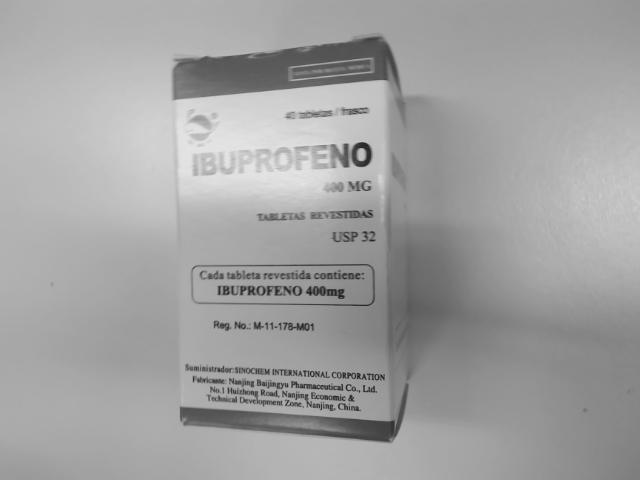 40 tabletas / frasco
IBUPROFENO
400 MG
TABLETAS REVESTIDAS
USP 32
Cada tableta revestida contiene:
IBUPROFENO 400mg
Reg. No.: M-11-178-M01
Suministrador: SINOCHEM INTERNATIONAL CORPORATION
Fabricante: Nanjing Baijingyu Pharmaceutical Co., Ltd.
No.1 Huizhong Road, Nanjing Economic &
Technical Development Zone, Nanjing, China.